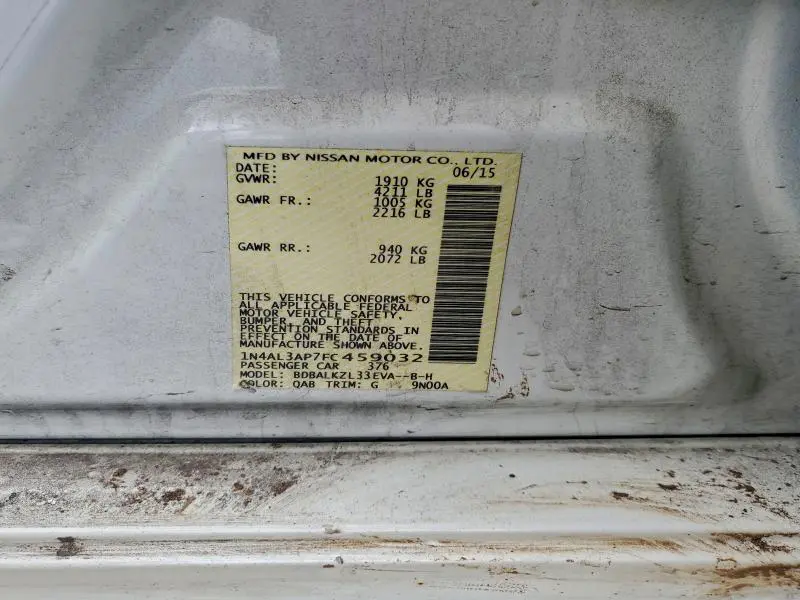 MFD BY NISSAN MOTOR CO., LTD.
DATE: 06/15
GVWR: 1910 KG
4211 LB
GAWR FR.: 1005 KG
2216 LB
GAWR RR.: 940 KG
2072 LB
THIS VEHICLE CONFORMS TO
ALL APPLICABLE FEDERAL
MOTOR VEHICLE SAFETY,
BUMPER, AND THEFT
PREVENTION STANDARDS IN
EFFECT ON THE DATE OF
MANUFACTURE SHOWN ABOVE.
1N4AL3AP7FC459032
PASSENGER CAR 376
MODEL: BDBALKZL33EVA--B-H
COLOR: QAB TRIM: G 9N00A